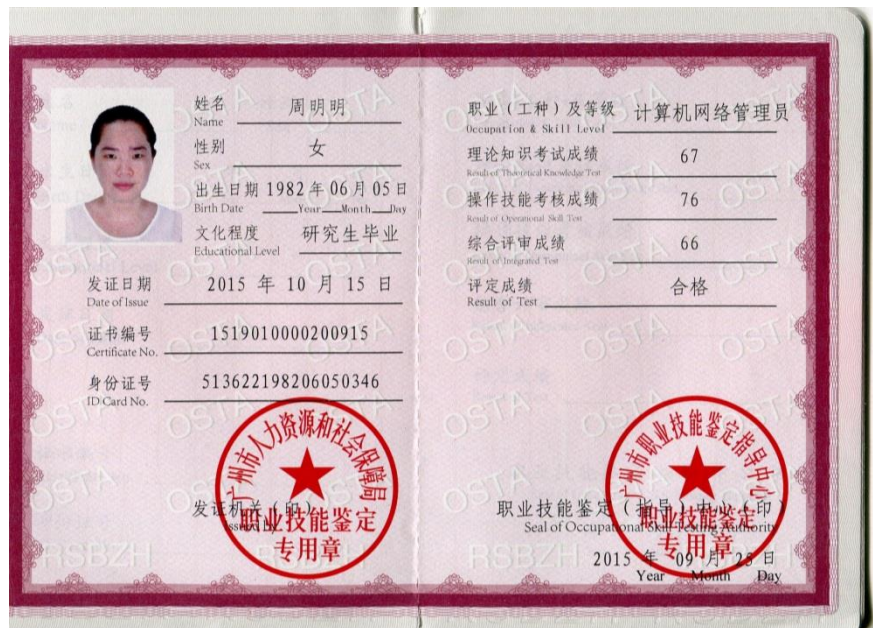 姓名 周明明
Name
性别 女
Sex
出生日期 1982 年 06 月 05 日
Birth Date Year Month Day
文化程度 研究生毕业
Educational Level
发证日期 2015 年 10 月 15 日
Date of Issue
证书编号 1519010000200915
Certificate No.
身份证号 513622198206050346
ID Card No.
广州市人力资源和社会保障局
发证机关(印)
Issued by
职业技能鉴定
专用章
职业(工种)及等级 计算机网络管理员
Occupation & Skill Level
理论知识考试成绩 67
Result of Theoretical Knowledge Test
操作技能考核成绩 76
Result of Operational Skill Test
综合评审成绩 66
Result of Integrated Test
评定成绩 合格
Result of Test
广州市职业技能鉴定指导中心
职业技能鉴定(指导)中心(印)
Seal of Occupational Skill Testing Authority
职业技能鉴定
专用章
2015 年 09 月 23 日
Year Month Day
OSTA
RSBZH
RSBZH